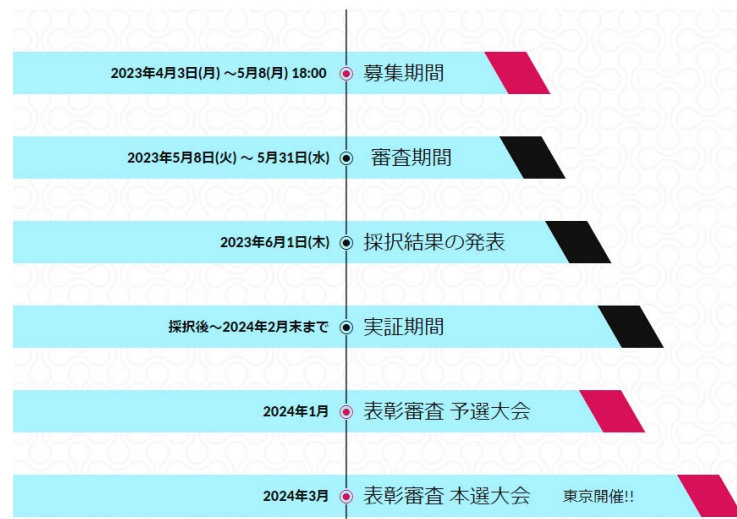 2023年4月3日(月) ～5月8(月) 18:00 募集期間
2023年5月8日(火) ～ 5月31日(水) 審査期間
2023年6月1日(木) 採択結果の発表
採択後～2024年2月末まで 実証期間
2024年1月 表彰審査 予選大会
2024年3月 表彰審査 本選大会 東京開催!!